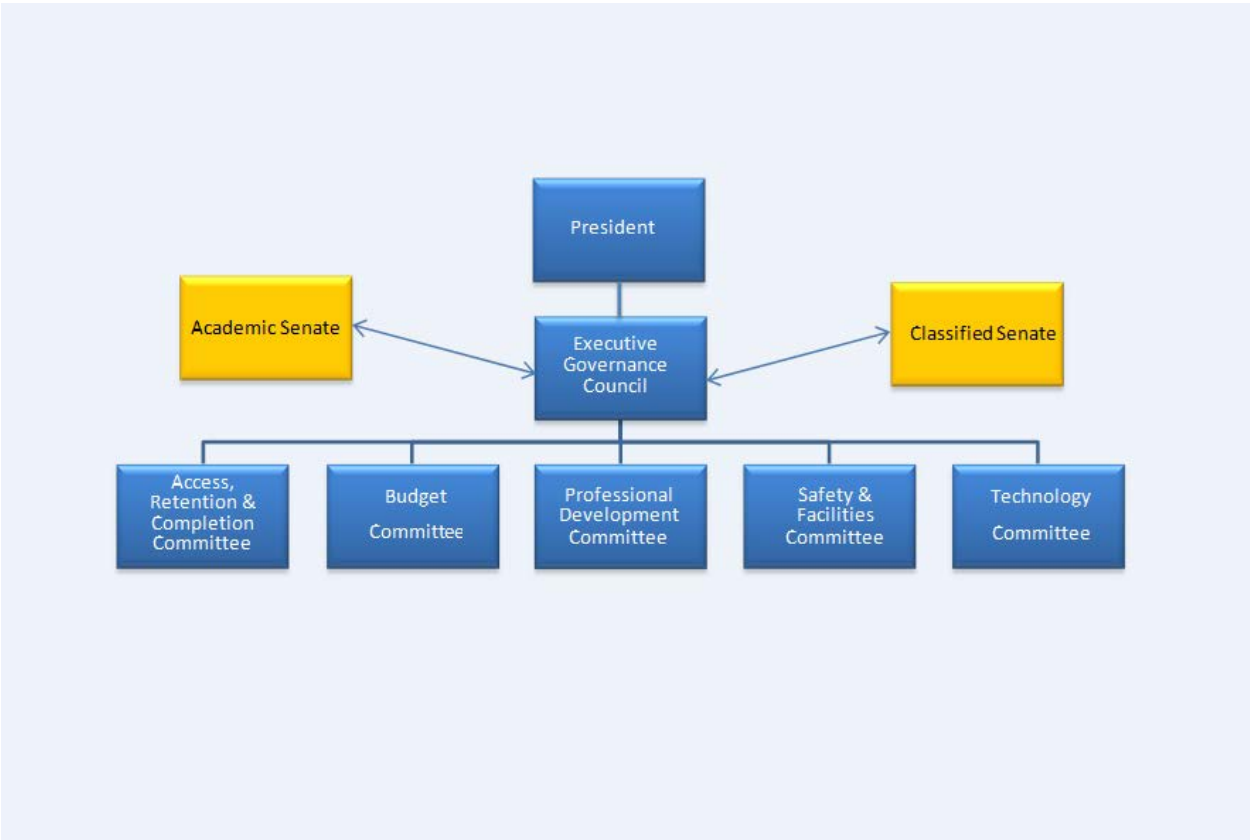 President
Academic Senate
Classified Senate
Executive
Governance
Council
Access,
Retention &
Completion
Committee
Budget
Committee
Professional
Development
Committee
Safety &
Facilities
Committee
Technology
Committee